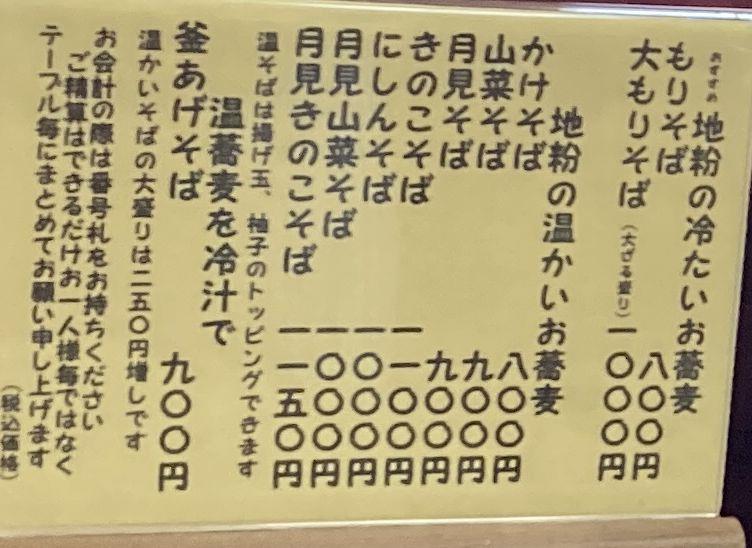 おすすめ 地粉の冷たいお蕎麦
もりそば 八〇〇円
大もりそば（大ざる盛り）一〇〇〇円
地粉の温かいお蕎麦
かけそば 八〇〇円
山菜そば 九〇〇円
月見そば 九〇〇円
きのこそば 一一〇〇円
にしんそば 一〇〇〇円
月見山菜そば 一〇〇〇円
月見きのこそば 一一五〇円
温そばは揚げ玉、柚子のトッピングできます
温蕎麦を冷汁で
釜あげそば 九〇〇円
温かいそばの大盛りは二五〇円増しです
お会計の際は番号札をお持ちください
ご精算はできるだけお一人様毎ではなく
テーブル毎にまとめてお願い申し上げます
（税込価格）